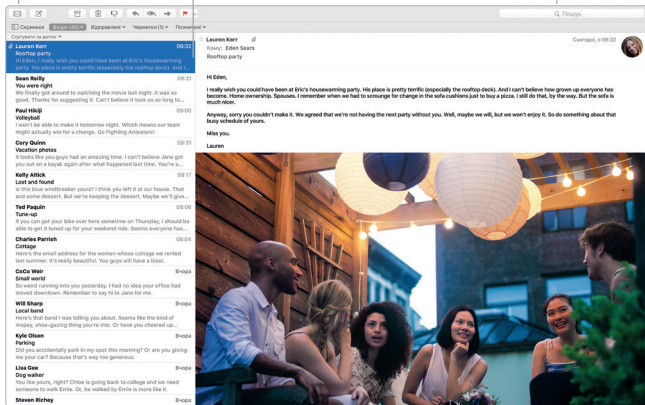 Пошук
Скриньки Вхідні (40) Відправлені Чернетки (1) Позначені
Сортувати за датою
Lauren Kerr 09:32
Rooftop party
Hi Eden, I really wish you could have been at Eric's housewarming
party. His place is pretty terrific (especially the rooftop deck). And I...
Sean Reilly 09:31
You were right
We finally got around to watching the movie last night. It was so
good. Thanks for suggesting it. Can't believe it took us so long to...
Paul Hikiji 09:00
Volleyball
I won't be able to make it tomorrow night. Which means our team
might actually win for a change. Go Fighting Anteaters!
Cory Quinn 08:31
Vacation photos
It looks like you guys had an amazing time. I can't believe Jane got
you out on a kayak again after what happened last time. You're a...
Kelly Attick 08:17
Lost and found
Is this blue windbreaker yours? I think you left it at our house. That
and some dessert. But we're keeping the dessert. Maybe we'll give...
Ted Paquin 08:06
Tune-up
If you can get your bike over here sometime on Thursday, I should be
able to get it tuned up for your weekend ride. Seems everyone has...
Charles Parrish 08:04
Cottage
Here's the email address for the woman whose cottage we rented
last summer. It's really beautiful. You guys will have a blast.
CoCo Weir Вчора
Small world
So weird running into you yesterday. I had no idea your office had
moved downtown. Remember to say hi to Jane for me.
Will Sharp Вчора
Local band
Here's that band I was telling you about. Seems like the kind of
mopey, shoe-gazing thing you're into. Or have you cheered up...
Kyle Olson Вчора
Parking
Did you accidentally park in my spot this morning? Or are you giving
me your car? Because that's way too generous.
Lisa Gee Вчора
Dog walker
You like yours, right? Chloe is going back to college and we need
someone to walk Ernie. Or, be walked by Ernie is more like it.
Steven Richey Вчора
Lauren Kerr Сьогодні, о 09:32
Кому: Eden Sears
Rooftop party
Hi Eden,
I really wish you could have been at Eric's housewarming party. His place is pretty terrific (especially the rooftop deck). And I can't believe how grown up everyone has
become. Home ownership. Spouses. I remember when we had to scrounge for change in the sofa cushions just to buy a pizza. I still do that, by the way. But the sofa is
much nicer.
Anyway, sorry you couldn't make it. We agreed that we're not having the next party without you. Well, maybe we will, but we won't enjoy it. So do something about that
busy schedule of yours.
Miss you.
Lauren